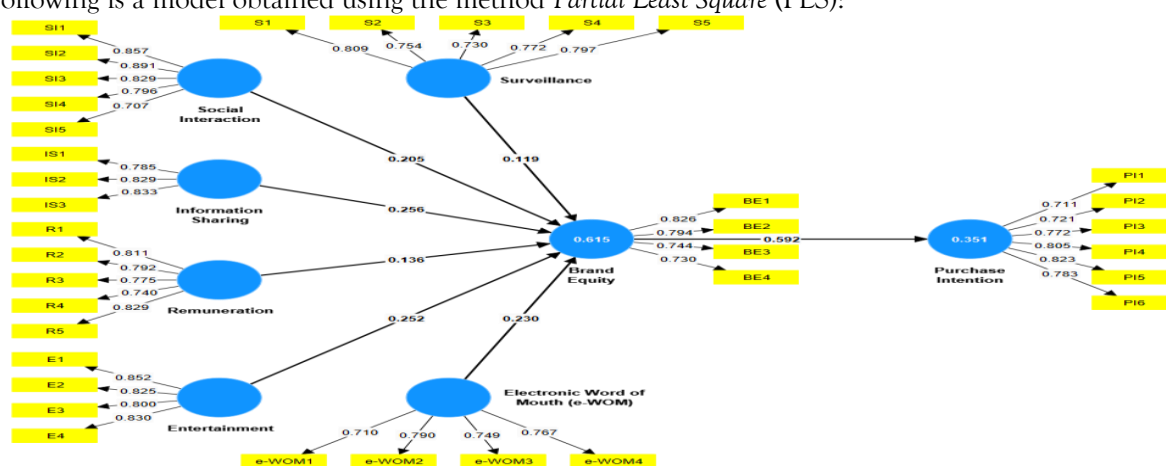 Following is a model obtained using the method Partial Least Square (PLS):
SI1
SI2
SI3
SI4
SI5
0.857
0.891
0.829
0.796
0.707
Social
Interaction
S1
S2
S3
S4
S5
0.809
0.754
0.730
0.772
0.797
Surveillance
IS1
IS2
IS3
0.785
0.829
0.833
Information
Sharing
R1
R2
R3
R4
R5
0.811
0.792
0.775
0.740
0.829
Remuneration
E1
E2
E3
E4
0.852
0.825
0.800
0.830
Entertainment
0.205
0.119
0.256
0.136
0.252
0.230
0.615
Brand
Equity
BE1
BE2
BE3
BE4
0.826
0.794
0.744
0.730
0.592
0.351
Purchase
Intention
PI1
PI2
PI3
PI4
PI5
PI6
0.711
0.721
0.772
0.805
0.823
0.783
Electronic Word of
Mouth (e-WOM)
0.710
0.790
0.749
0.767
e-WOM1
e-WOM2
e-WOM3
e-WOM4